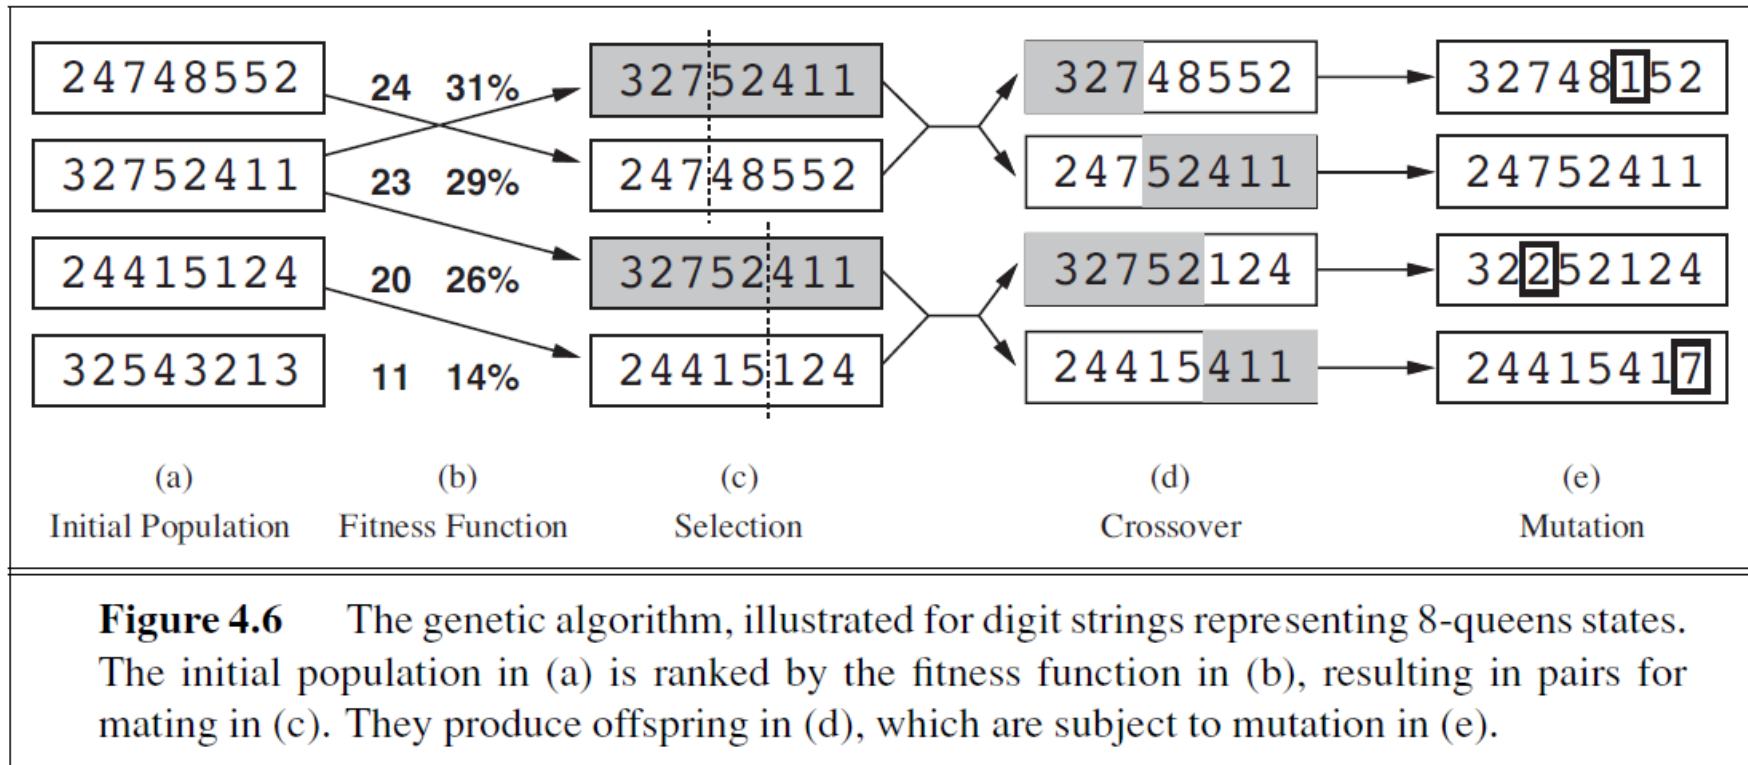 24748552 24 31% 32752411 32748552 32748152
32752411 23 29% 24748552 24752411 24752411
24415124 20 26% 32752411 32752124 32252124
32543213 11 14% 24415124 24415411 24415417
(a) (b) (c) (d) (e)
Initial Population Fitness Function Selection Crossover Mutation
Figure 4.6 The genetic algorithm, illustrated for digit strings representing 8-queens states.
The initial population in (a) is ranked by the fitness function in (b), resulting in pairs for
mating in (c). They produce offspring in (d), which are subject to mutation in (e).